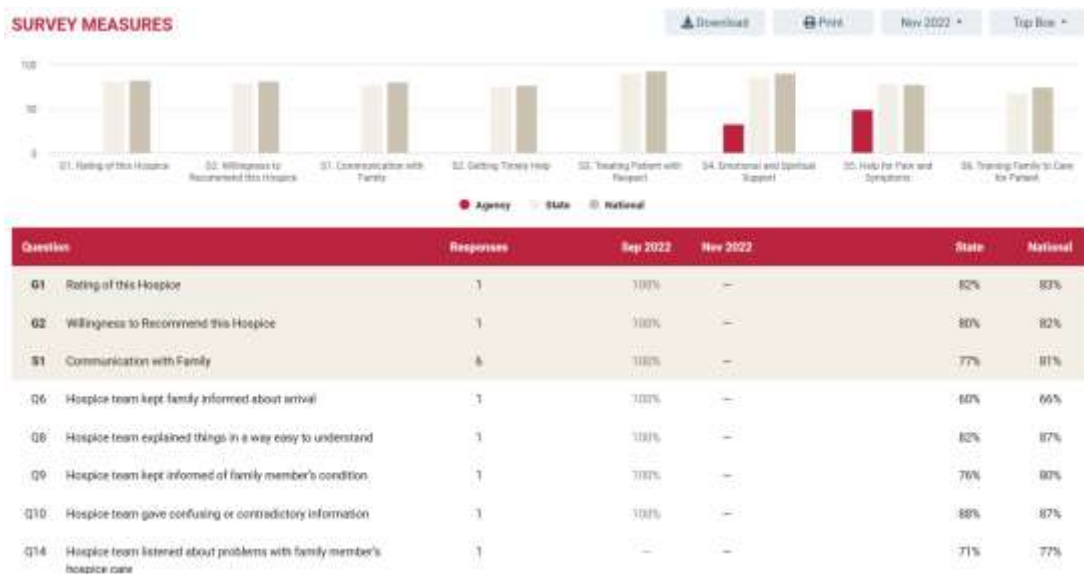 SURVEY MEASURES
Download
Print
Nov 2022
Top Box
100
50
0
G1. Rating of this Hospice
G2. Willingness to
Recommend this Hospice
S1. Communication with
Family
S2. Getting Timely Help
S3. Treating Patient with
Respect
S4. Emotional and Spiritual
Support
S5. Help for Pain and
Symptoms
S6. Training Family to Care
for Patient
Agency State National
Question Responses Sep 2022 Nov 2022 State National
G1 Rating of this Hospice 1 100% -- 82% 83%
G2 Willingness to Recommend this Hospice 1 100% -- 80% 82%
S1 Communication with Family 6 100% -- 77% 81%
Q6 Hospice team kept family informed about arrival 1 100% -- 60% 66%
Q8 Hospice team explained things in a way easy to understand 1 100% -- 82% 87%
Q9 Hospice team kept informed of family member's condition 1 100% -- 76% 80%
Q10 Hospice team gave confusing or contradictory information 1 100% -- 88% 87%
Q14 Hospice team listened about problems with family member's 1 -- 71% 77%
hospice care